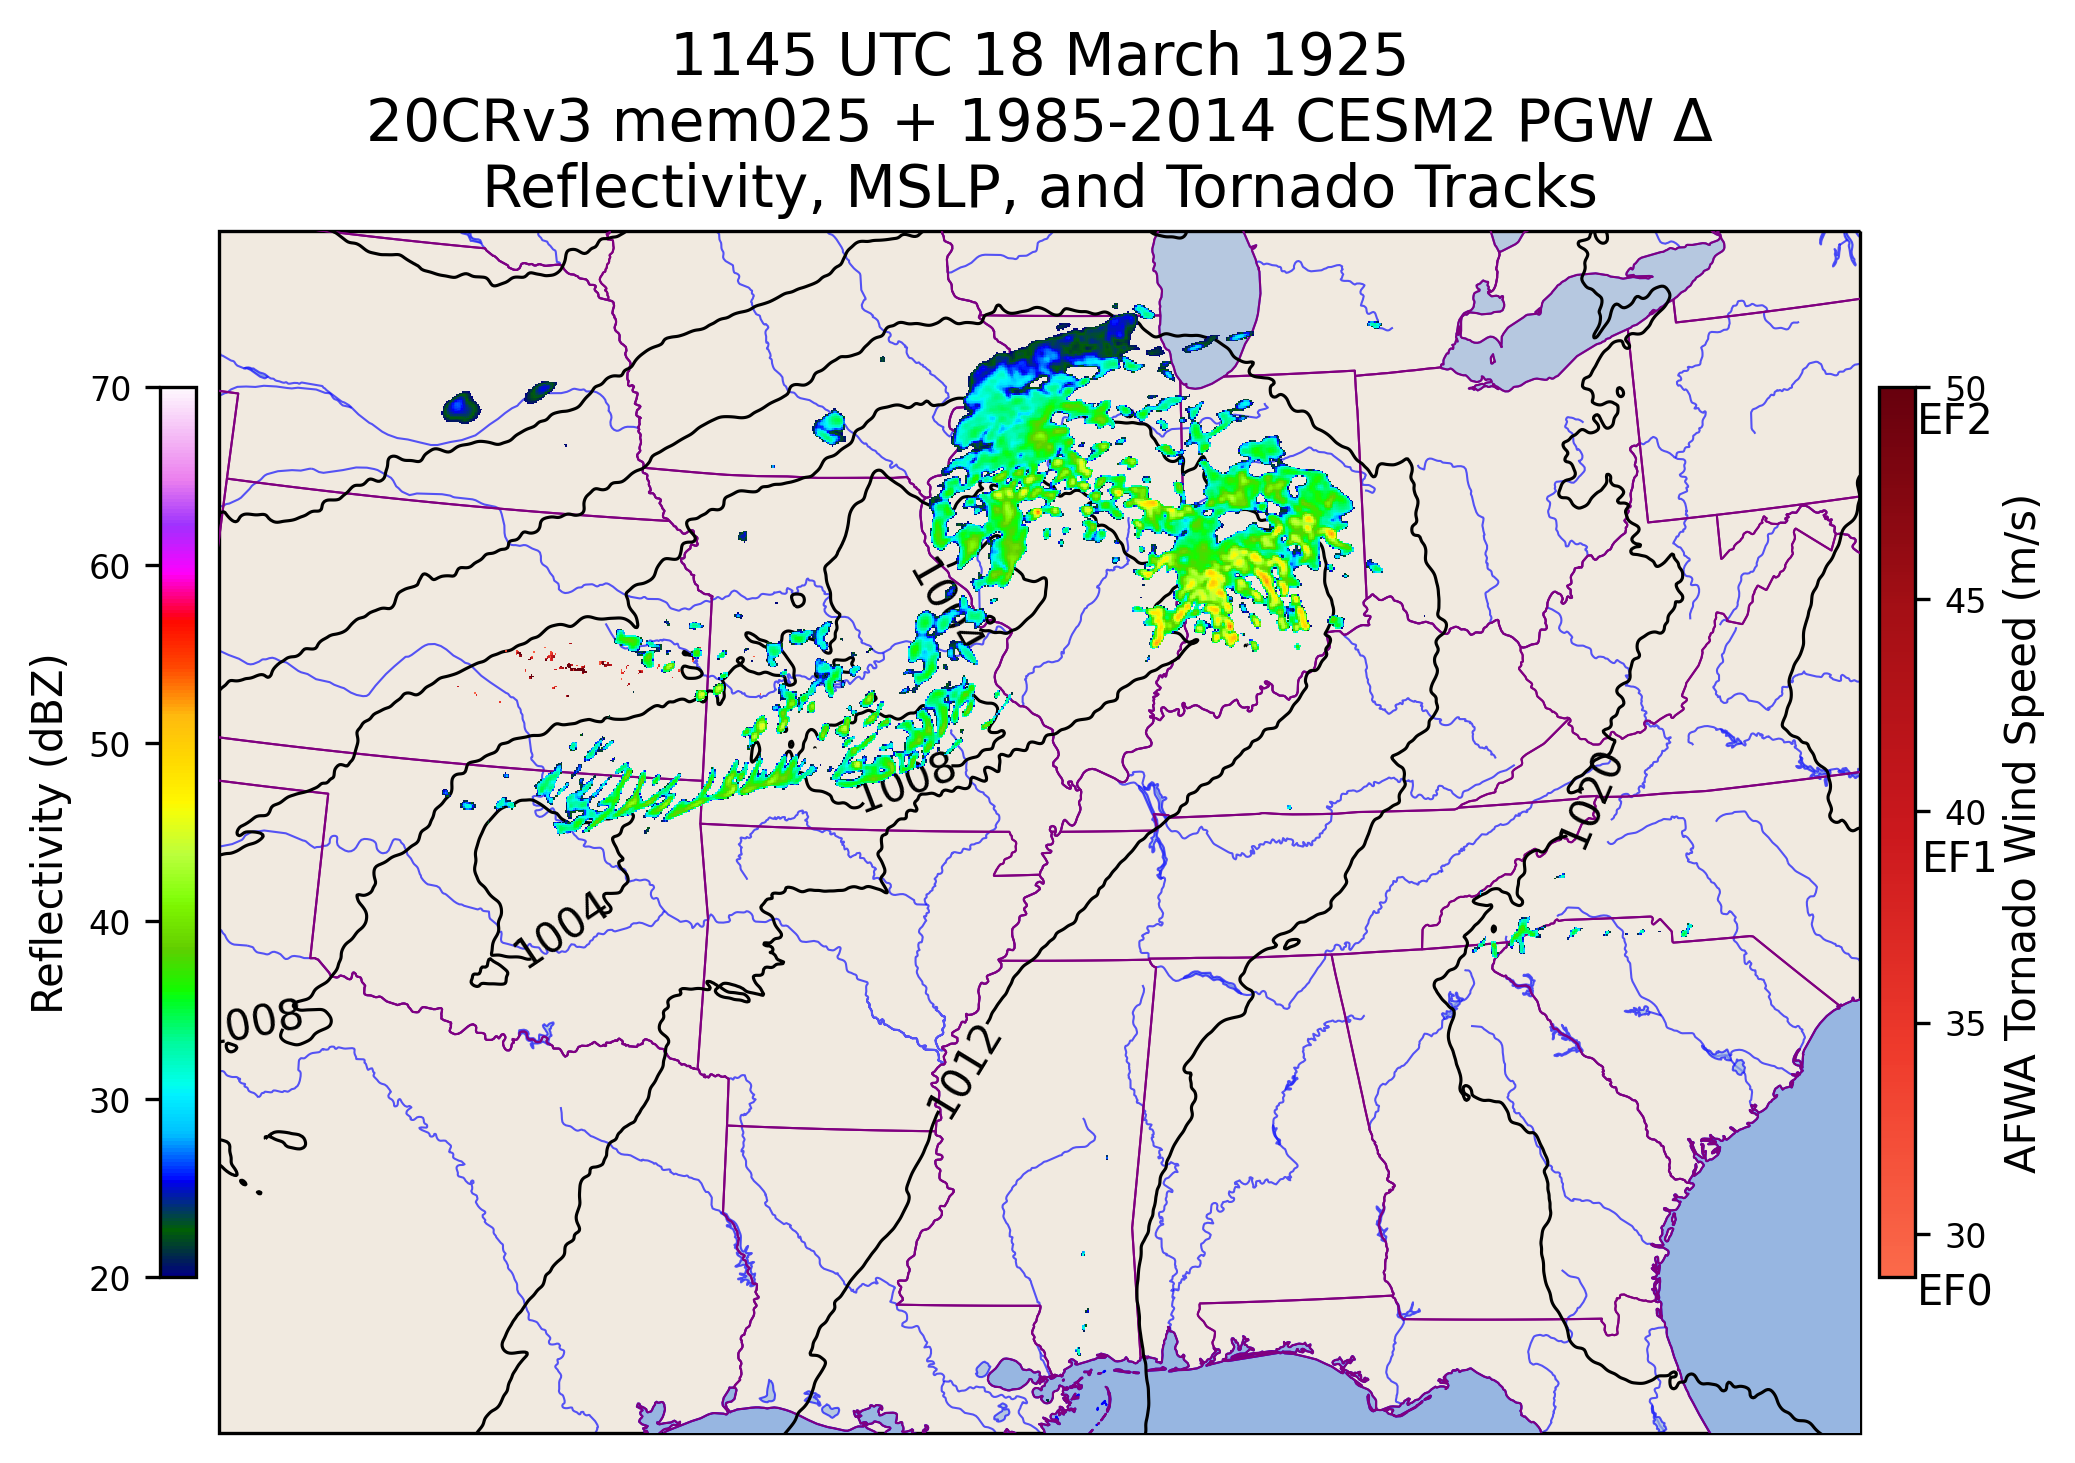 1145 UTC 18 March 1925
20CRv3 mem025 + 1985-2014 CESM2 PGW Δ
Reflectivity, MSLP, and Tornado Tracks
Reflectivity (dBZ)
70
60
50
40
30
20
1008
1004
008
1012
1020
50
EF2
45
40
EF1
35
30
EF0
AFWA Tornado Wind Speed (m/s)